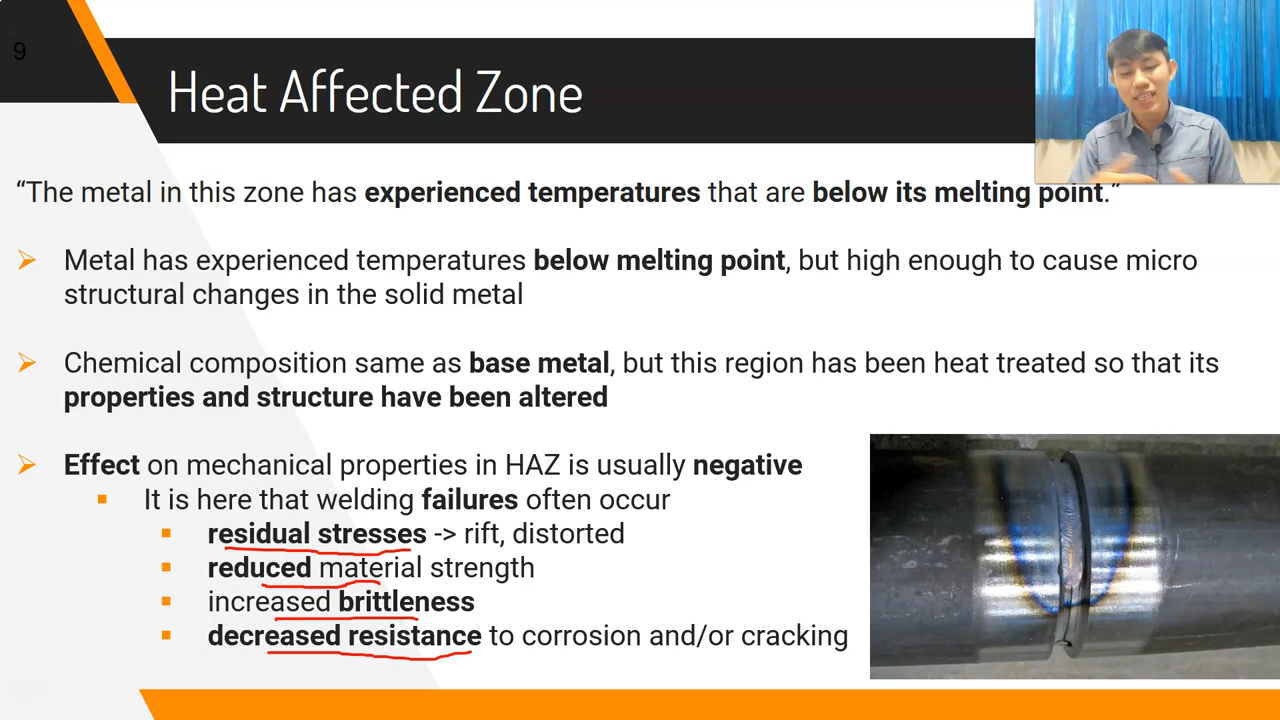 9
Heat Affected Zone
“The metal in this zone has experienced temperatures that are below its melting point.”
Metal has experienced temperatures below melting point, but high enough to cause micro
structural changes in the solid metal
Chemical composition same as base metal, but this region has been heat treated so that its
properties and structure have been altered
Effect on mechanical properties in HAZ is usually negative
It is here that welding failures often occur
residual stresses -> rift, distorted
reduced material strength
increased brittleness
decreased resistance to corrosion and/or cracking